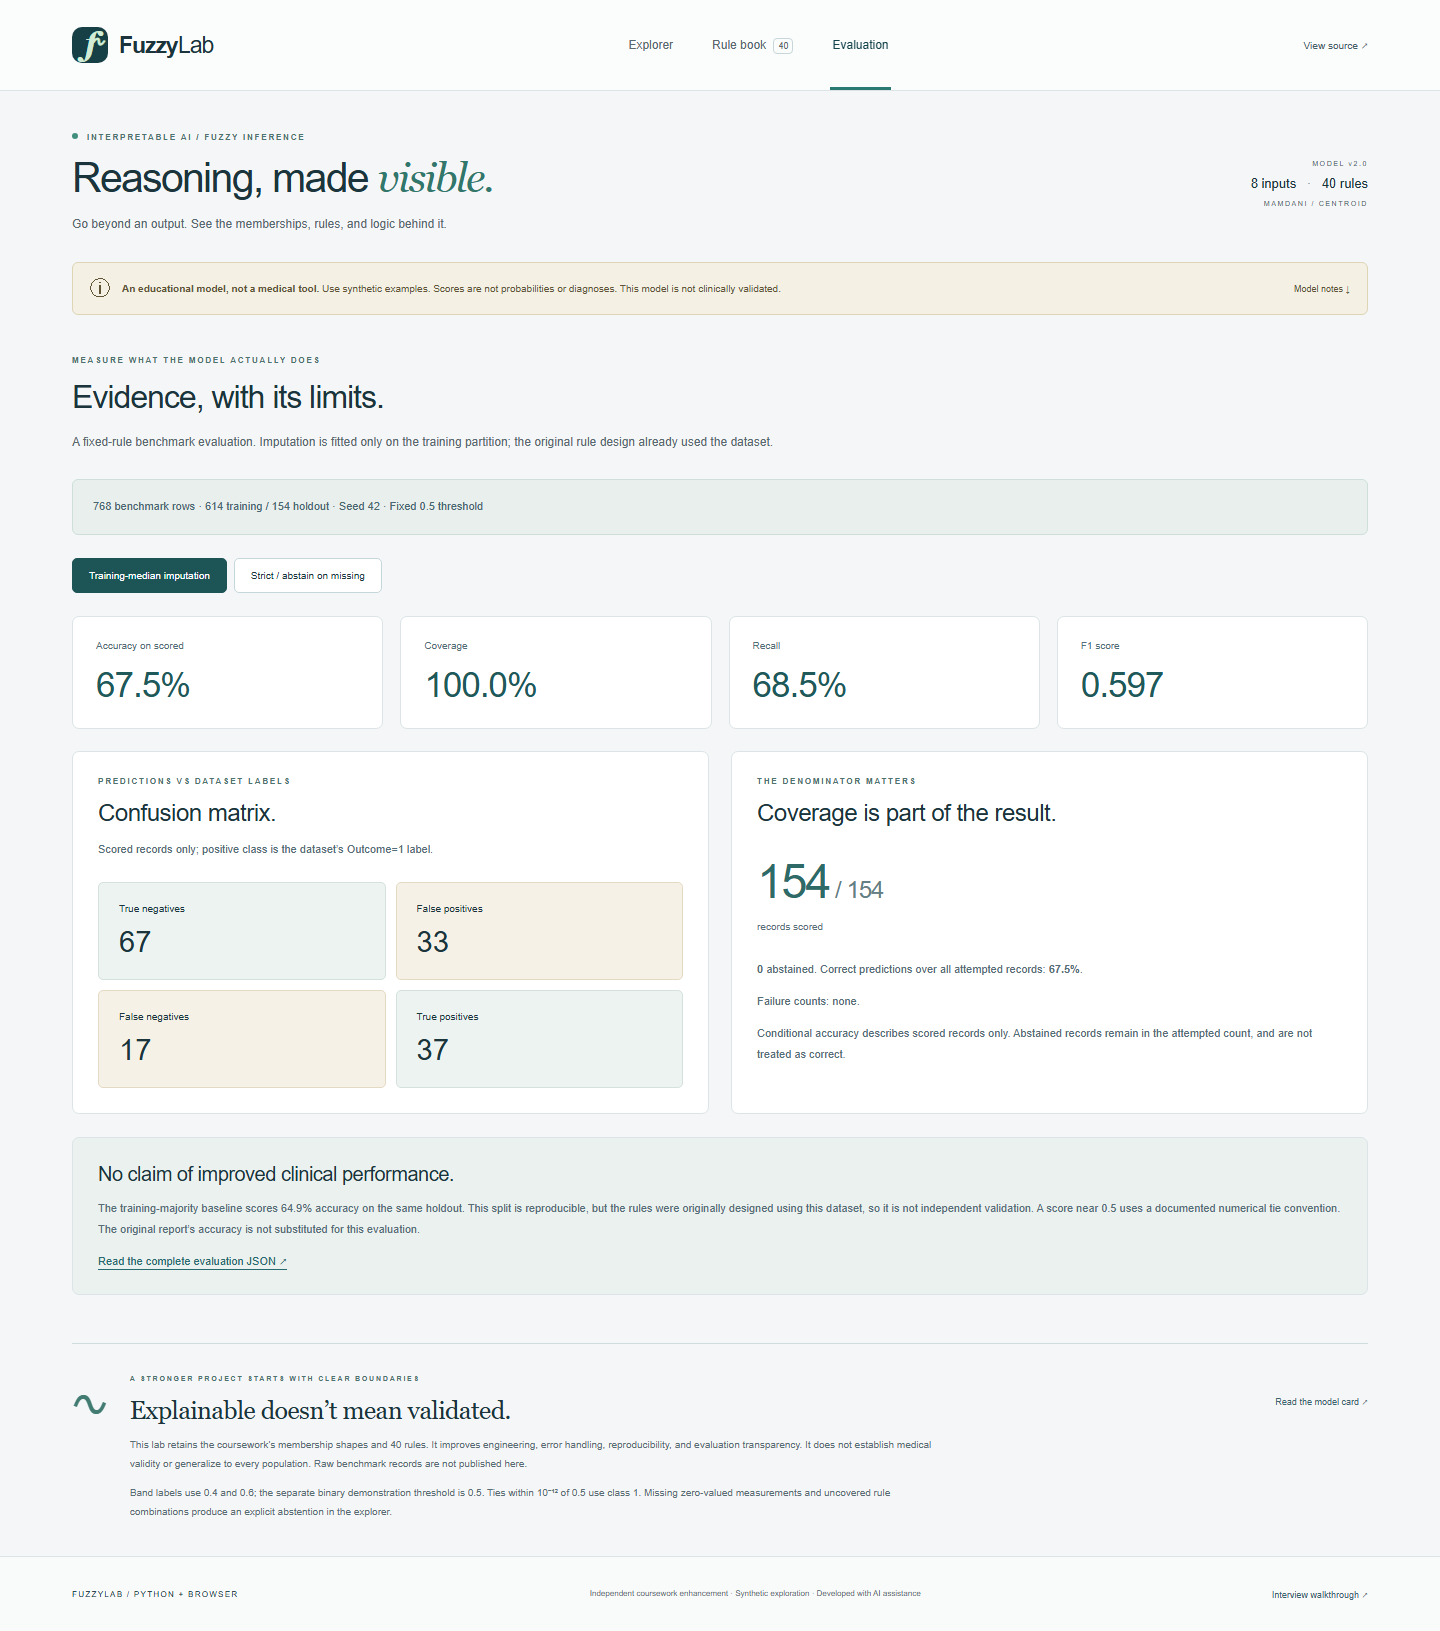 FuzzyLab
Explorer
Rule book 40
Evaluation
View source ↗
INTERPRETABLE AI / FUZZY INFERENCE
Reasoning, made visible.
Go beyond an output. See the memberships, rules, and logic behind it.
MODEL v2.0
8 inputs · 40 rules
MAMDANI / CENTROID
An educational model, not a medical tool. Use synthetic examples. Scores are not probabilities or diagnoses. This model is not clinically validated.
Model notes ↓
MEASURE WHAT THE MODEL ACTUALLY DOES
Evidence, with its limits.
A fixed-rule benchmark evaluation. Imputation is fitted only on the training partition; the original rule design already used the dataset.
768 benchmark rows · 614 training / 154 holdout · Seed 42 · Fixed 0.5 threshold
Training-median imputation
Strict / abstain on missing
Accuracy on scored
67.5%
Coverage
100.0%
Recall
68.5%
F1 score
0.597
PREDICTIONS VS DATASET LABELS
Confusion matrix.
Scored records only; positive class is the dataset's Outcome=1 label.
True negatives
67
False positives
33
False negatives
17
True positives
37
THE DENOMINATOR MATTERS
Coverage is part of the result.
154 / 154
records scored
0 abstained. Correct predictions over all attempted records: 67.5%.
Failure counts: none.
Conditional accuracy describes scored records only. Abstained records remain in the attempted count, and are not
treated as correct.
No claim of improved clinical performance.
The training-majority baseline scores 64.9% accuracy on the same holdout. This split is reproducible, but the rules were originally designed using this dataset, so it is not independent validation. A score near 0.5 uses a documented numerical tie convention.
The original report's accuracy is not substituted for this evaluation.
Read the complete evaluation JSON ↗
A STRONGER PROJECT STARTS WITH CLEAR BOUNDARIES
Explainable doesn’t mean validated.
This lab retains the coursework's membership shapes and 40 rules. It improves engineering, error handling, reproducibility, and evaluation transparency. It does not establish medical
validity or generalize to every population. Raw benchmark records are not published here.
Band labels use 0.4 and 0.6; the separate binary demonstration threshold is 0.5. Ties within 10⁻¹² of 0.5 use class 1. Missing zero-valued measurements and uncovered rule
combinations produce an explicit abstention in the explorer.
Read the model card ↗
FUZZYLAB / PYTHON + BROWSER
Independent coursework enhancement · Synthetic exploration · Developed with AI assistance
Interview walkthrough ↗